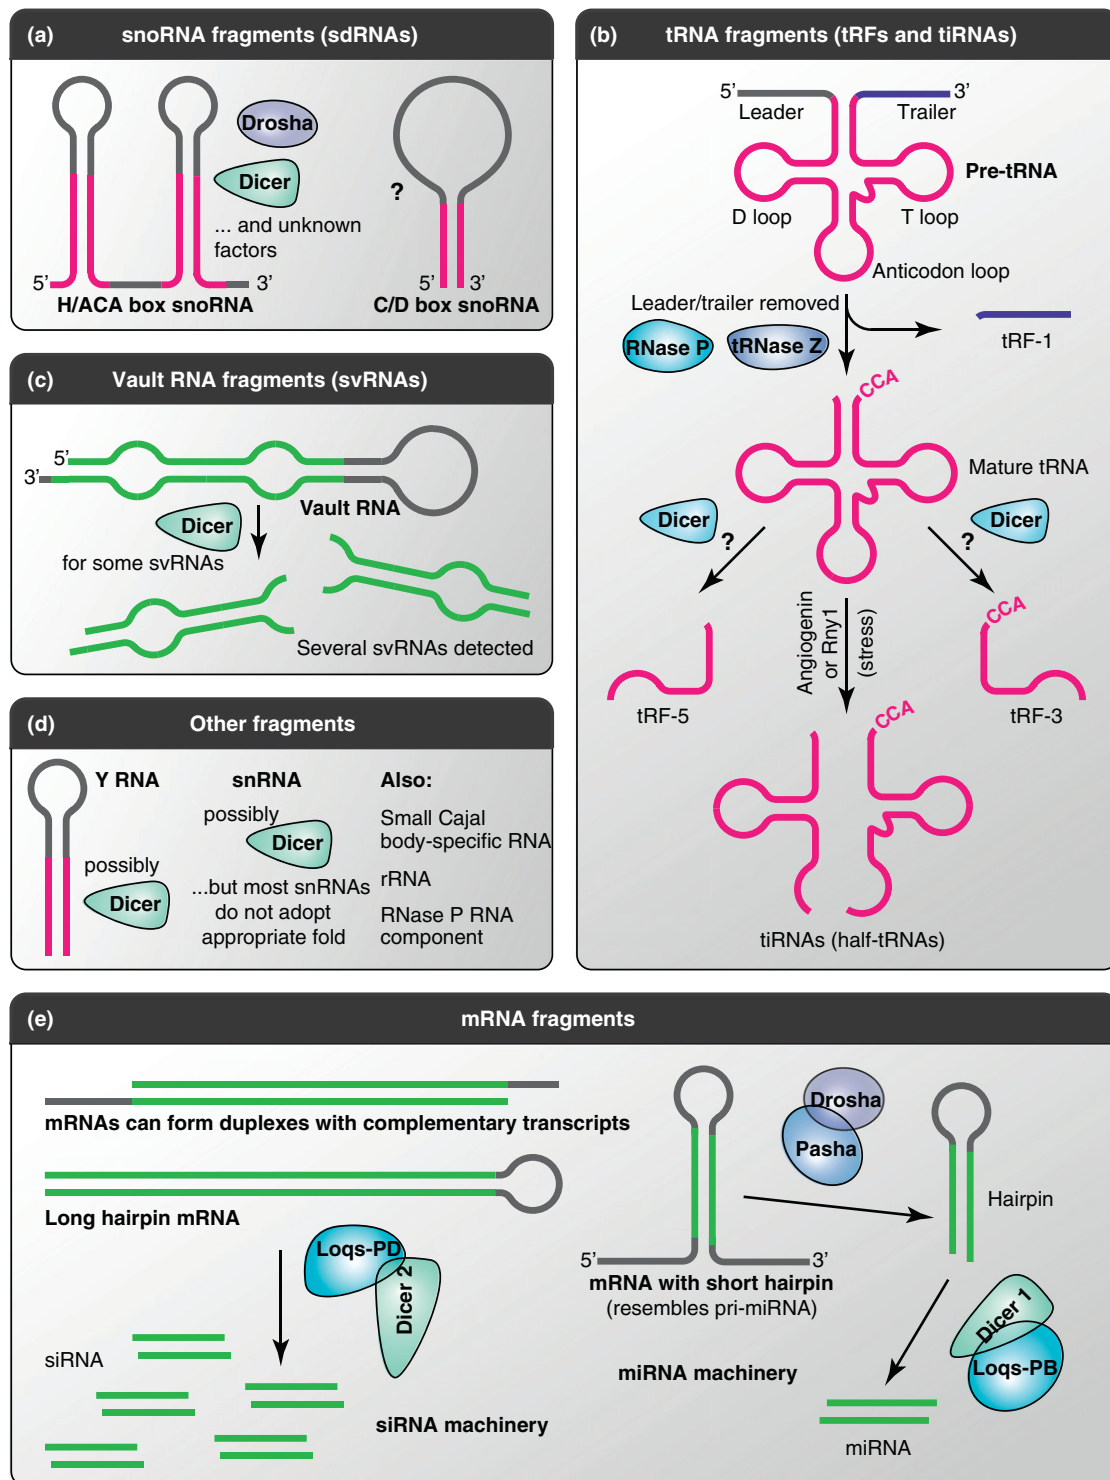 (a) snoRNA fragments (sdRNAs)
Drosha
Dicer
?
... and unknown
factors
5’ 3’ 5’ 3’
H/ACA box snoRNA
C/D box snoRNA
(b) tRNA fragments (tRFs and tiRNAs)
5’ 3’
Leader Trailer
Pre-tRNA
D loop T loop
Anticodon loop
Leader/trailer removed
RNase P tRNase Z
tRF-1
CCA
Mature tRNA
Dicer Dicer
? ?
Angiogenin
or Rny1
(stress)
CCA
tRF-5 tRF-3
CCA
tiRNAs (half-tRNAs)
(c) Vault RNA fragments (svRNAs)
5’
3’
Vault RNA
Dicer
for some svRNAs
Several svRNAs detected
(d) Other fragments
Y RNA
possibly
Dicer
snRNA
possibly
Dicer
...but most snRNAs
do not adopt
appropriate fold
Also:
Small Cajal
body-specific RNA
rRNA
RNase P RNA
component
(e) mRNA fragments
mRNAs can form duplexes with complementary transcripts
Long hairpin mRNA
Loqs-PD
Dicer 2
siRNA
siRNA machinery
Drosha
Pasha
Hairpin
5’ 3’
mRNA with short hairpin
(resembles pri-miRNA)
Dicer 1
Loqs-PB
miRNA machinery
miRNA